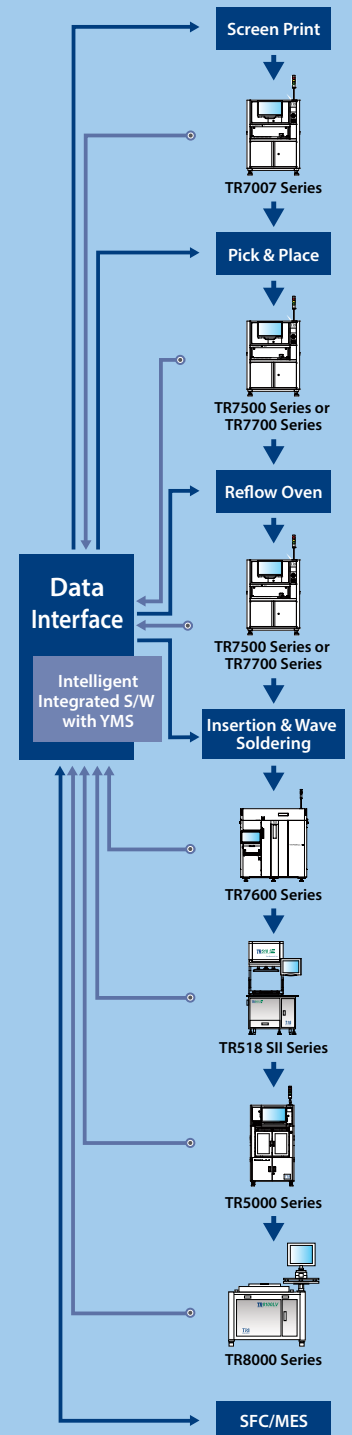 Screen Print
TR7007 Series
Pick & Place
TR7500 Series or
TR7700 Series
Reflow Oven
Data
Interface
Intelligent
Integrated S/W
with YMS
TR7500 Series or
TR7700 Series
Insertion & Wave
Soldering
TR7600 Series
TR518 SII Series
TR5000 Series
TR8100LV
TRI
TR8000 Series
SFC/MES